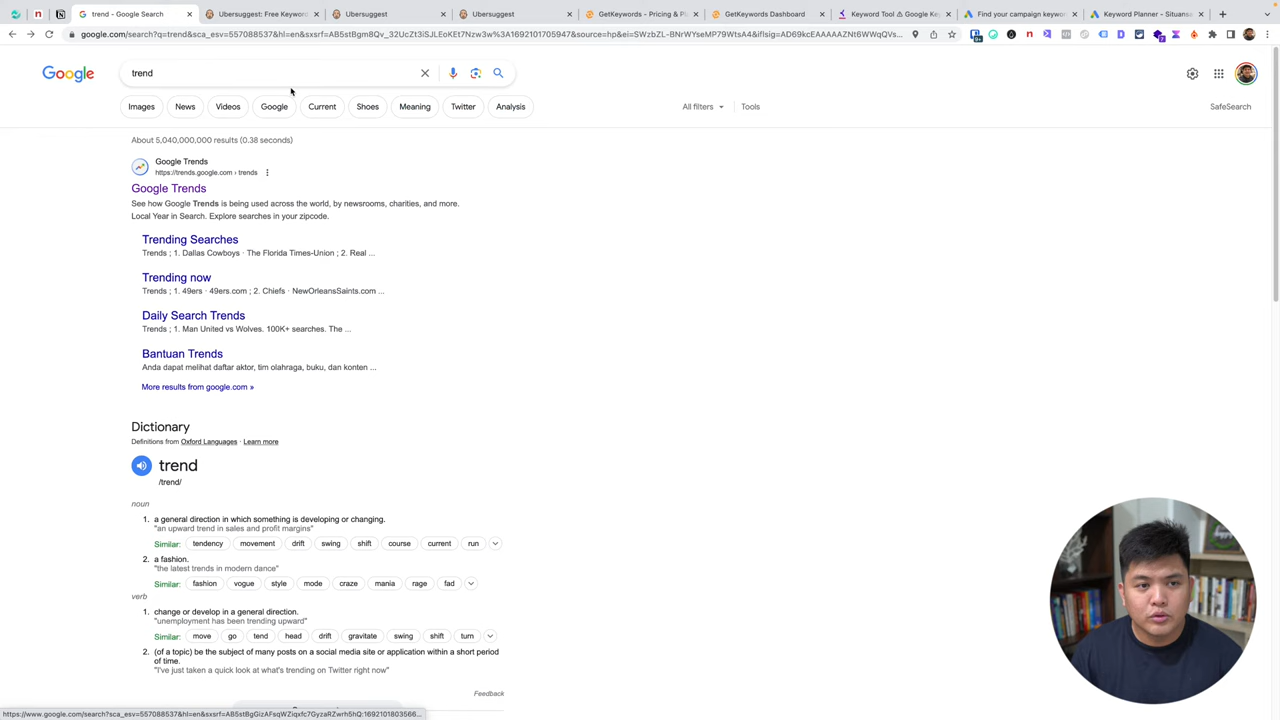 trend - Google Search
Ubersuggest: Free Keyword
Ubersuggest
Ubersuggest
GetKeywords - Pricing & Pl
GetKeywords Dashboard
Keyword Tool ⚠ Google Ke
Find your campaign keywor
Keyword Planner - Situansa
google.com/search?q=trend&sca_esv=557088537&hl=en&sxsrf=
Google
trend
Images
News
Videos
Google
Current
Shoes
Meaning
Twitter
Analysis
All filters
Tools
SafeSearch
About 5,040,000,000 results (0.38 seconds)
Google Trends
https://trends.google.com › trends
Google Trends
See how Google Trends is being used across the world, by newsrooms, charities, and more.
Local Year in Search. Explore searches in your zipcode.
Trending Searches
Trends ; 1. Dallas Cowboys · The Florida Times-Union ; 2. Real ...
Trending now
Trends ; 1. 49ers · 49ers.com ; 2. Chiefs · NewOrleansSaints.com ...
Daily Search Trends
Trends ; 1. Man United vs Wolves. 100K+ searches. The ...
Bantuan Trends
Anda dapat melihat daftar aktor, tim olahraga, buku, dan konten ...
More results from google.com »
Dictionary
Definitions from Oxford Languages · Learn more
trend
/trend/
noun
1. a general direction in which something is developing or changing.
"an upward trend in sales and profit margins"
Similar: tendency movement drift swing shift course current run
2. a fashion.
"the latest trends in modern dance"
Similar: fashion vogue style mode craze mania rage fad
verb
1. change or develop in a general direction.
"unemployment has been trending upward"
Similar: move go tend head drift gravitate swing shift turn
2. (of a topic) be the subject of many posts on a social media site or application within a short period
of time.
"I've just taken a quick look at what's trending on Twitter right now"
Feedback